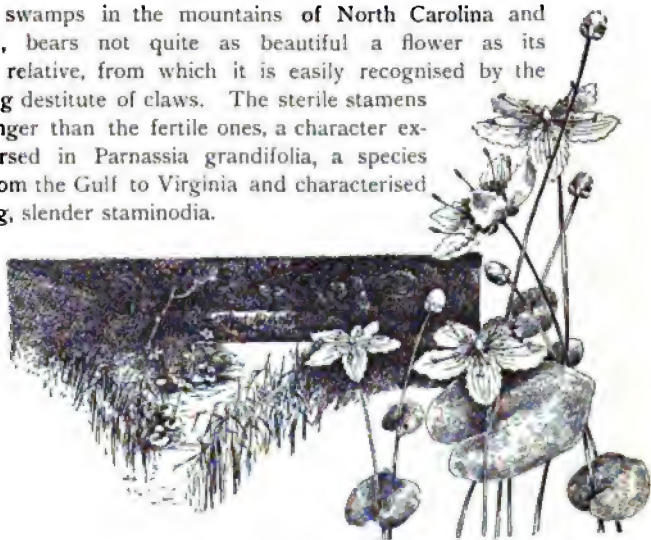 swamps in the mountains of North Carolina and
, bears not quite as beautiful a flower as its
relative, from which it is easily recognised by the
g destitute of claws. The sterile stamens
nger than the fertile ones, a character ex-
rsed in Parnassia grandifolia, a species
om the Gulf to Virginia and characterised
g, slender staminodia.